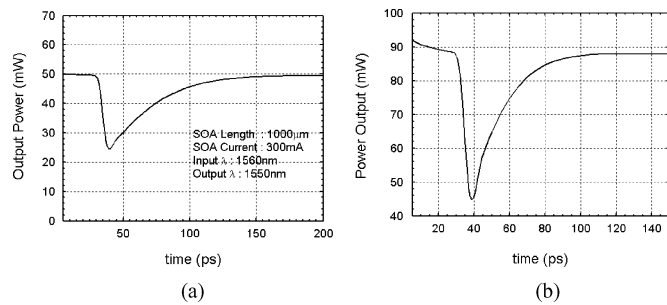 70
60
50
40
30
20
10
0
Output Power (mW)
SOA Length : 1000μm
SOA Current : 300mA
Input λ : 1560nm
Output λ : 1550nm
50
100
150
200
time (ps)
(a)
100
90
80
70
60
50
40
Power Output (mW)
20
40
60
80
100
120
140
time (ps)
(b)